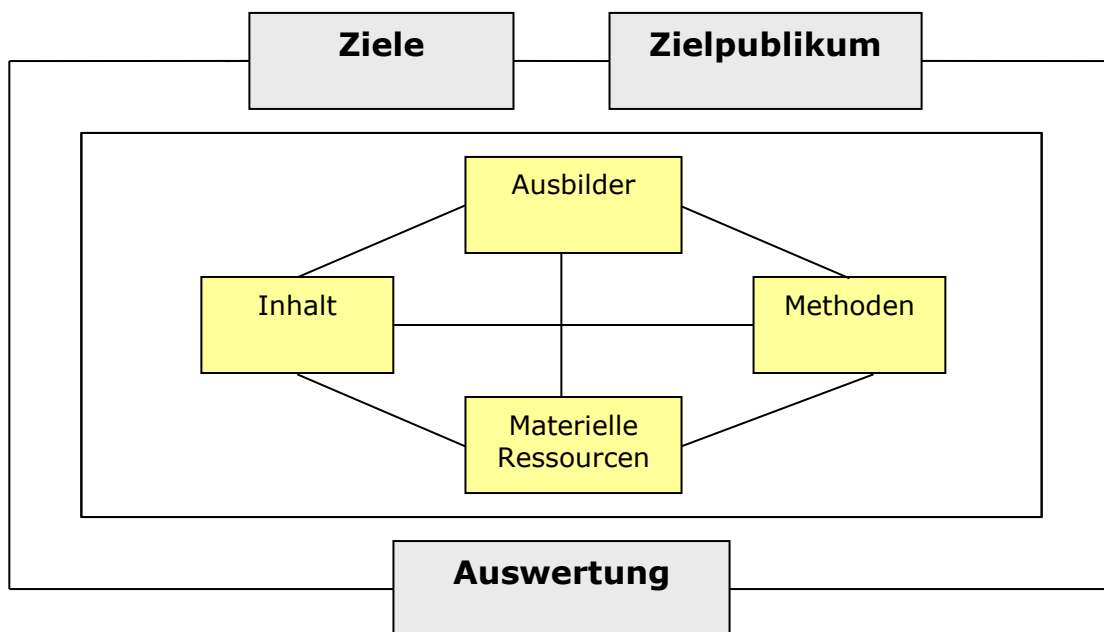 Ziele
Zielpublikum
Ausbilder
Inhalt
Methoden
Materielle
Ressourcen
Auswertung